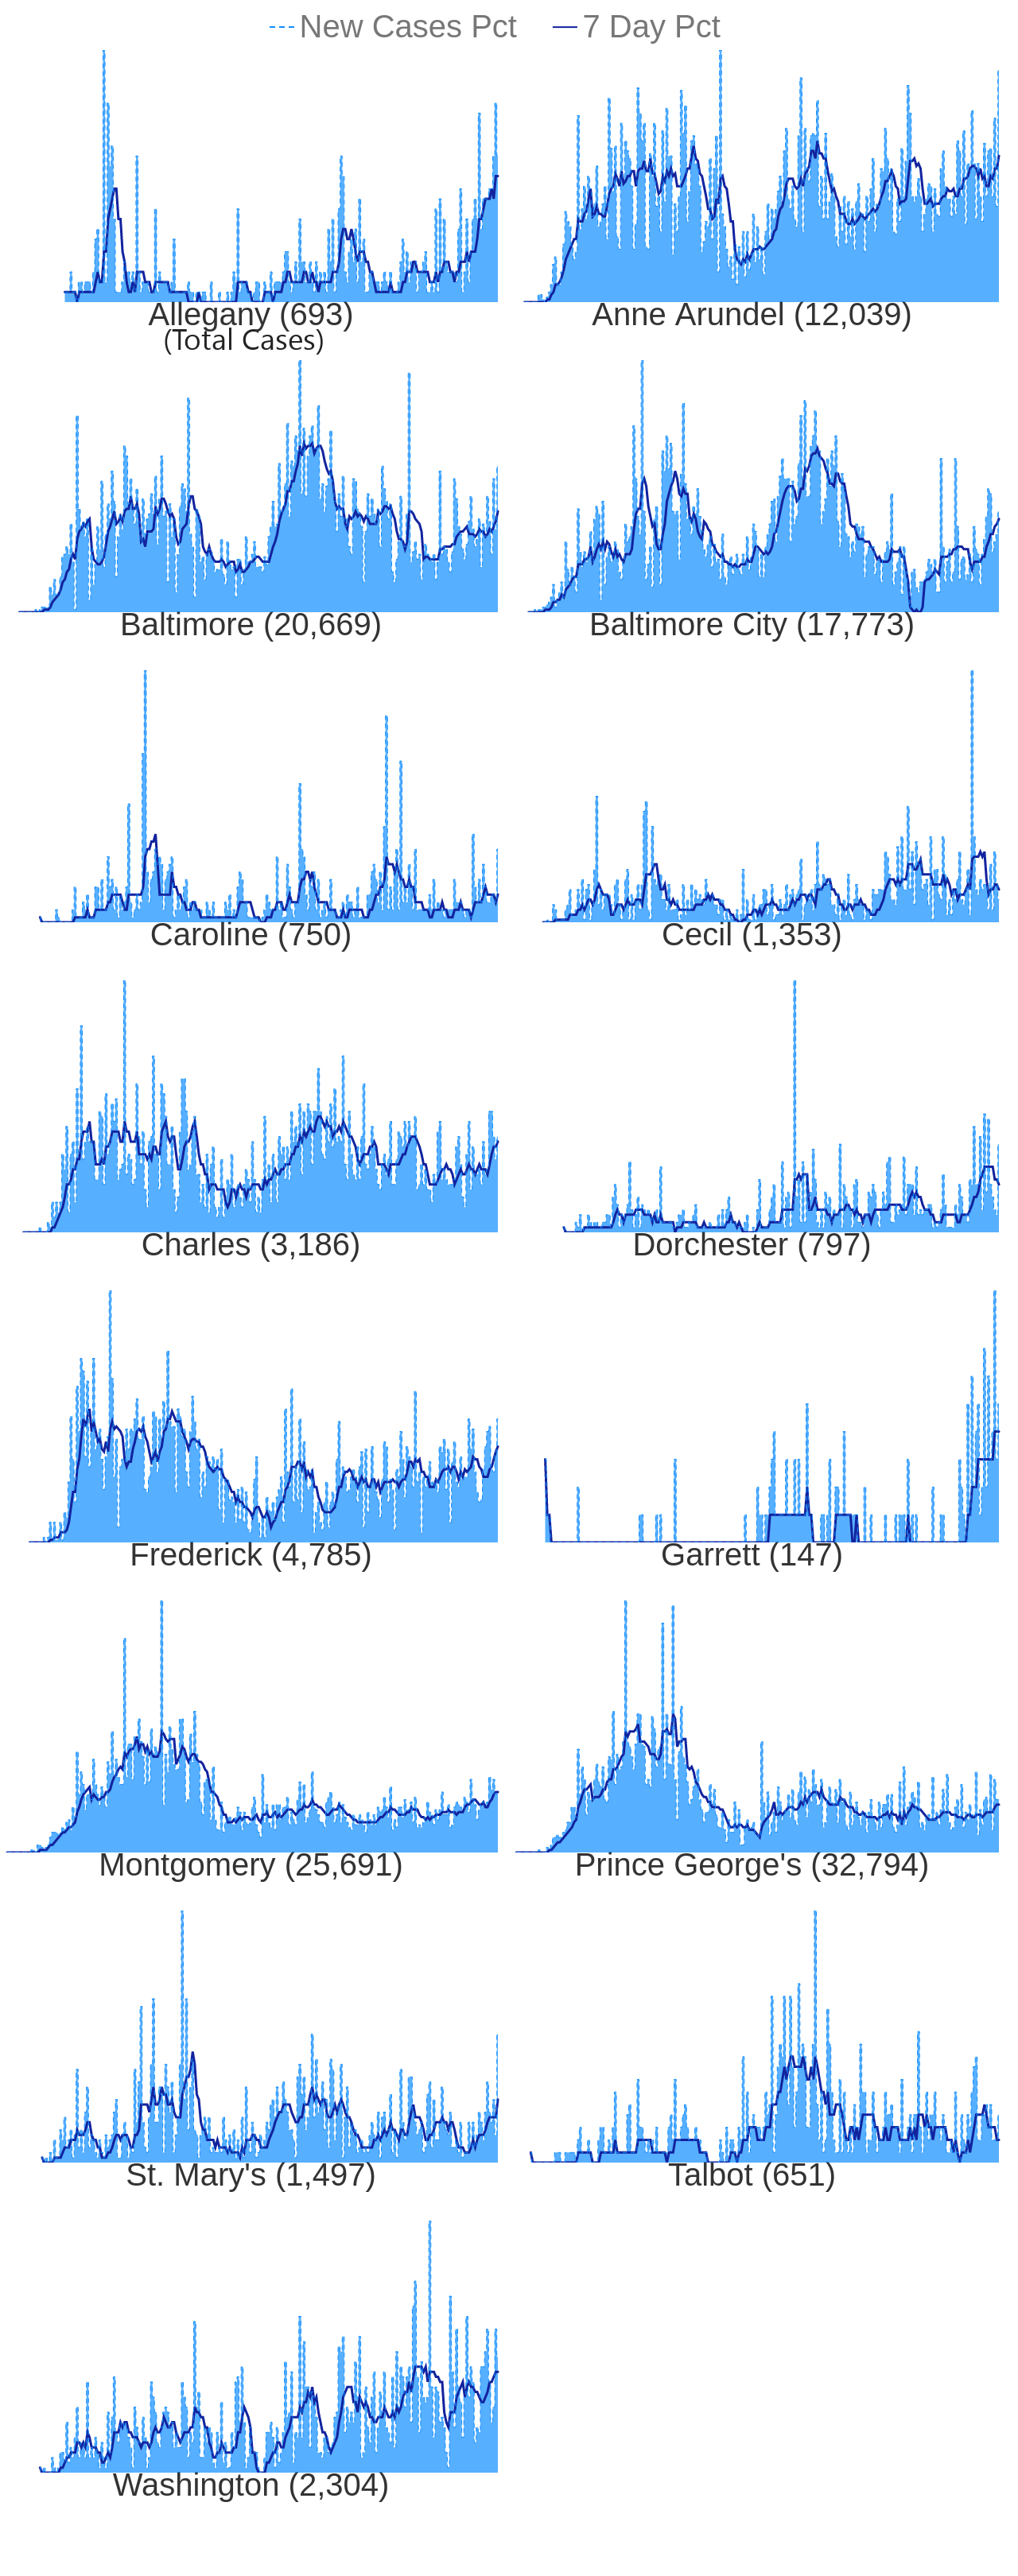 New Cases Pct 7 Day Pct
Allegany (693) Anne Arundel (12,039)
(Total Cases)
Baltimore (20,669) Baltimore City (17,773)
Caroline (750) Cecil (1,353)
Charles (3,186) Dorchester (797)
Frederick (4,785) Garrett (147)
Montgomery (25,691) Prince George's (32,794)
St. Mary's (1,497) Talbot (651)
Washington (2,304)